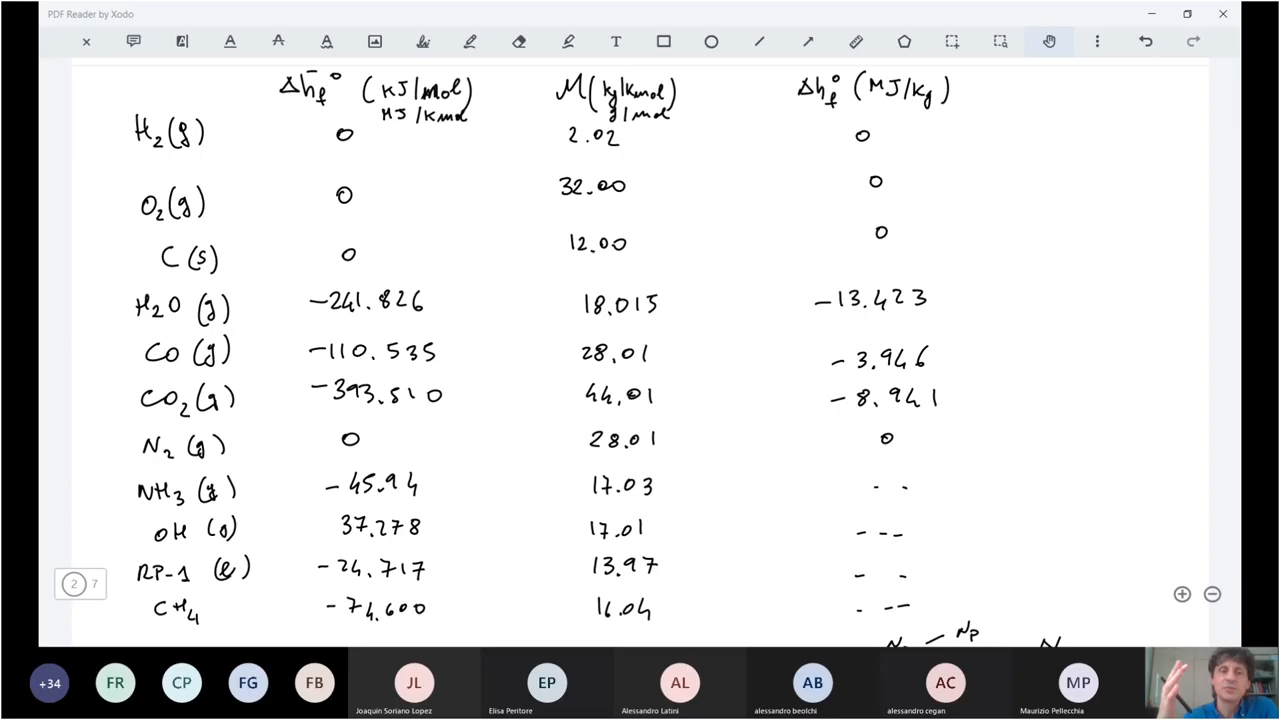 PDF Reader by Xodo
Δh̄f° (KJ/mol) M (kg/kmol) Δhf° (MJ/kg)
MJ/Kmol g/mol
H₂(g) 0 2.02 0
O₂(g) 0 32.00 0
C(s) 0 12.00 0
H₂O (g) -241.826 18.015 -13.423
CO (g) -110.535 28.01 -3.946
CO₂(g) -393.510 44.01 -8.941
N₂ (g) 0 28.01 0
NH₃ (g) -45.94 17.03 - -
OH (g) 37.278 17.01 - - -
RP-1 (l) -24.717 13.97 - -
CH₄ -74.600 16.04 - - -
2 7
Np
N
+34 FR CP FG FB JL EP AL AB AC MP
Joaquin Soriano Lopez Elisa Peritore Alessandro Latini alessandro beolchi alessandro cegan Maurizio Pellecchia